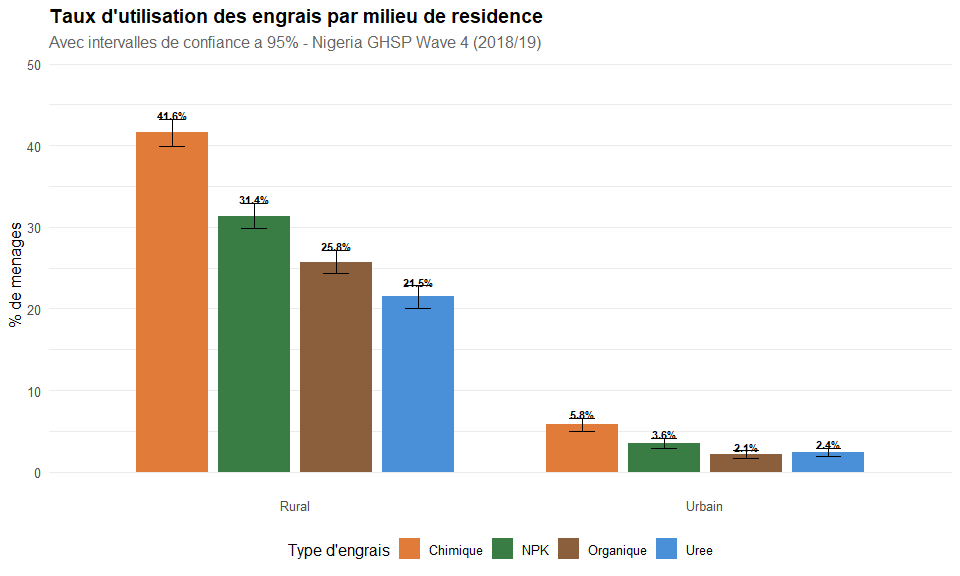 Taux d'utilisation des engrais par milieu de residence
Avec intervalles de confiance a 95% - Nigeria GHSP Wave 4 (2018/19)
% de menages
50
40
30
20
10
0
41.6%
31.4%
25.8%
21.5%
5.8%
3.6%
2.1%
2.4%
Rural
Urbain
Type d'engrais
Chimique
NPK
Organique
Uree